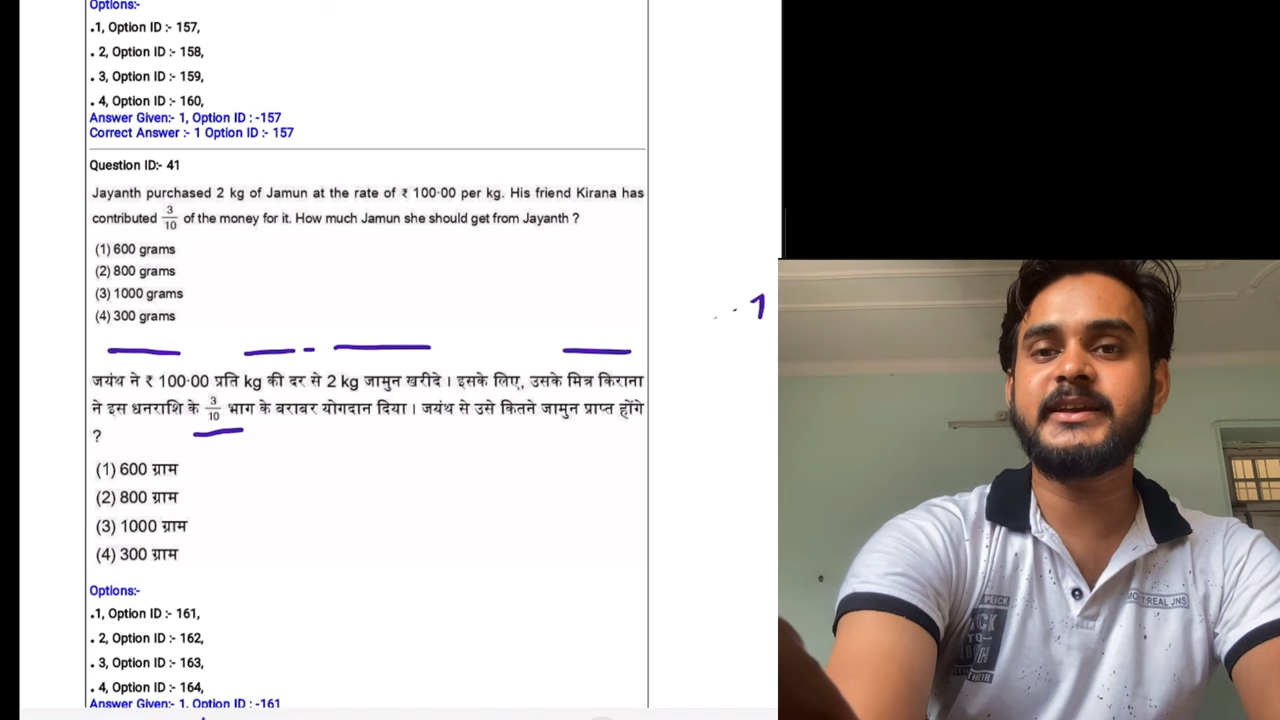 Options:-
.1, Option ID :- 157,
. 2, Option ID :- 158,
. 3, Option ID :- 159,
. 4, Option ID :- 160,
Answer Given:- 1, Option ID : -157
Correct Answer :- 1 Option ID :- 157
Question ID:- 41
Jayanth purchased 2 kg of Jamun at the rate of ₹ 100·00 per kg. His friend Kirana has
contributed 3/10 of the money for it. How much Jamun she should get from Jayanth ?
(1) 600 grams
(2) 800 grams
(3) 1000 grams
(4) 300 grams
1
जयंथ ने ₹ 100·00 प्रति kg की दर से 2 kg जामुन खरीदे । इसके लिए, उसके मित्र किराना
ने इस धनराशि के 3/10 भाग के बराबर योगदान दिया । जयंथ से उसे कितने जामुन प्राप्त होंगे
?
(1) 600 ग्राम
(2) 800 ग्राम
(3) 1000 ग्राम
(4) 300 ग्राम
Options:-
.1, Option ID :- 161,
. 2, Option ID :- 162,
. 3, Option ID :- 163,
. 4, Option ID :- 164,
Answer Given:- 1, Option ID : -161
REAL JNS